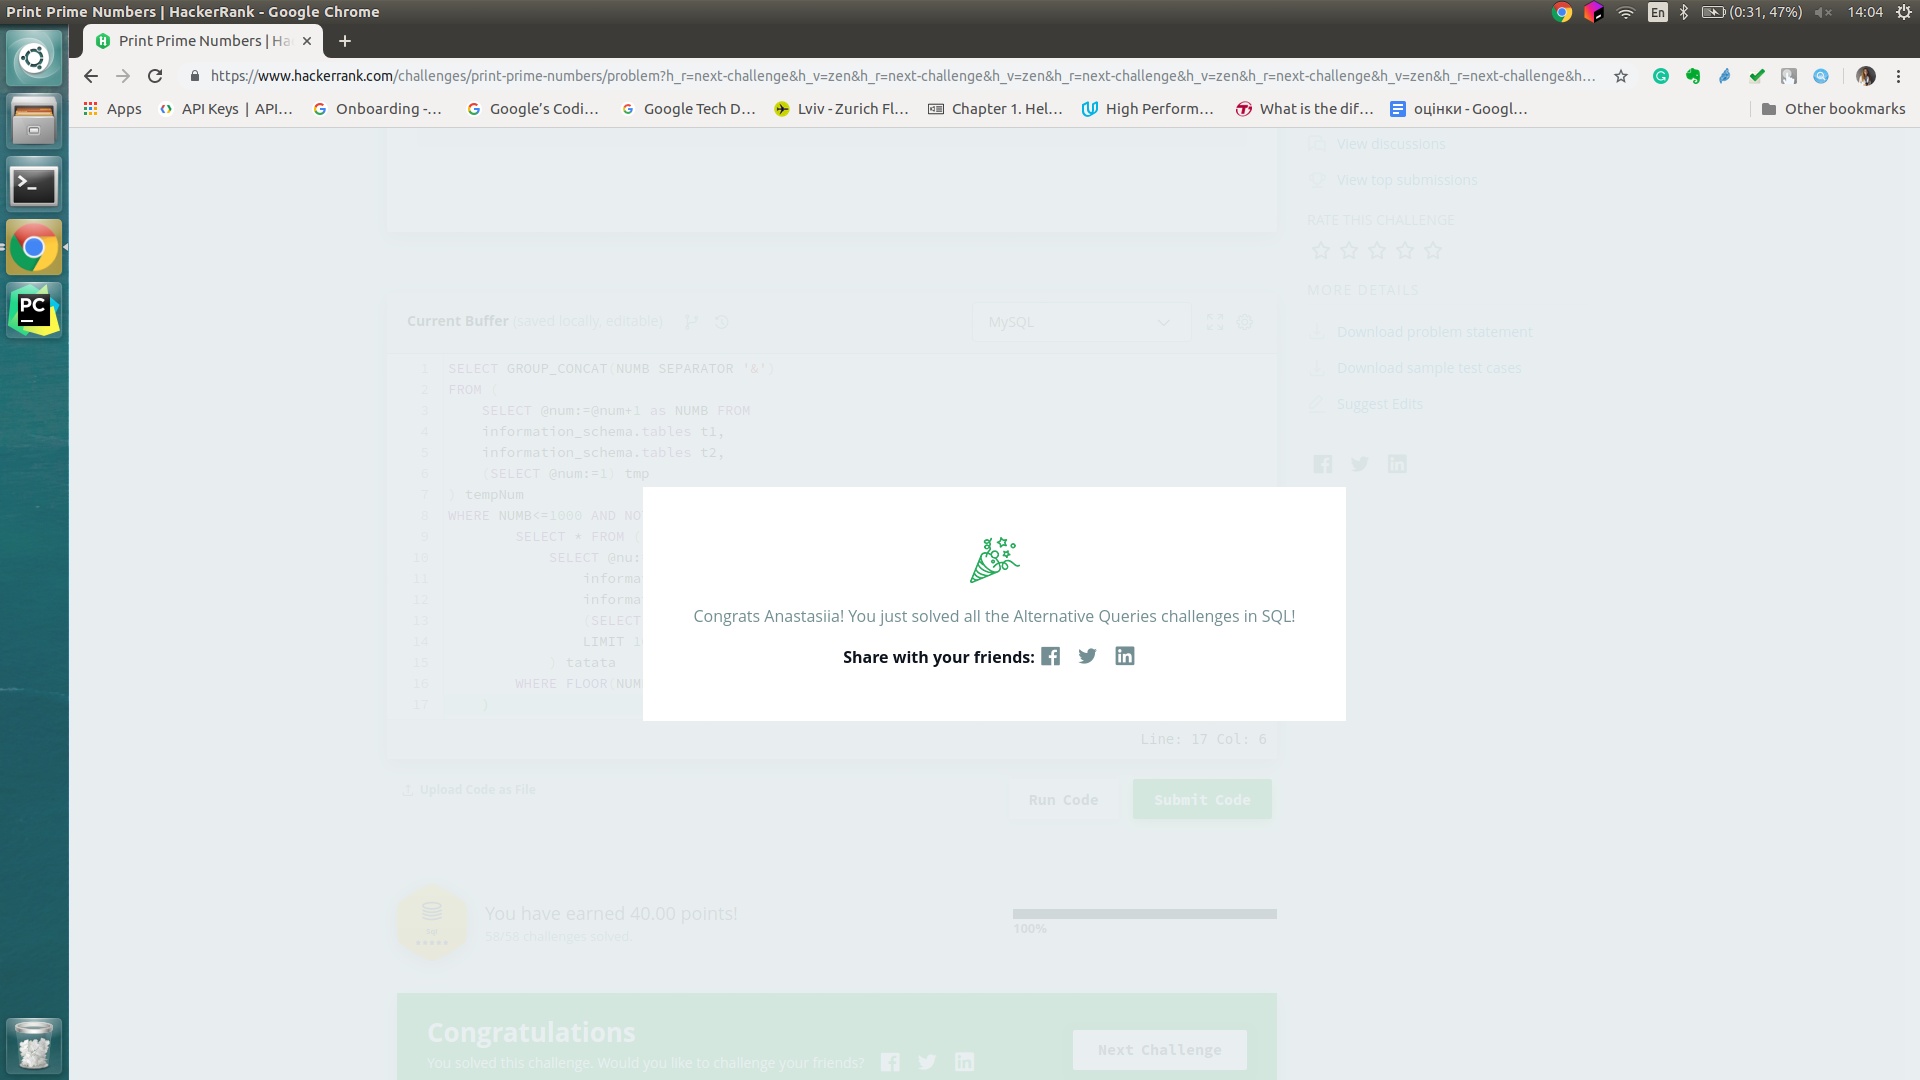 Print Prime Numbers | HackerRank - Google Chrome
En
(0:31, 47%)
14:04
Print Prime Numbers | Ha
https://www.hackerrank.com/challenges/print-prime-numbers/problem?h_r=next-challenge&h_v=zen&h_r=next-challenge&h_v=zen&h_r=next-challenge&h_v=zen&h_r=next-challenge&h_v=zen&h_r=next-challenge&h...
Apps
API Keys | API...
Onboarding -...
Google's Codi...
Google Tech D...
Lviv - Zurich Fl...
Chapter 1. Hel...
High Perform...
What is the dif...
оцінки - Googl...
Other bookmarks
View discussions
View top submissions
RATE THIS CHALLENGE
MORE DETAILS
Download problem statement
Download sample test cases
Suggest Edits
Current Buffer (saved locally, editable)
MySQL
1 SELECT GROUP_CONCAT(NUMB SEPARATOR '&')
2 FROM (
3 SELECT @num:=@num+1 as NUMB FROM
4 information_schema.tables t1,
5 information_schema.tables t2,
6 (SELECT @num:=1) tmp
7 ) tempNum
8 WHERE NUMB<=1000 AND NO
9 SELECT * FROM (
10 SELECT @nu:
11 informa
12 informa
13 (SELECT
14 LIMIT 1
15 ) tatata
16 WHERE FLOOR(NUM
17 )
Line: 17 Col: 6
Congrats Anastasiia! You just solved all the Alternative Queries challenges in SQL!
Share with your friends:
Upload Code as File
Run Code
Submit Code
You have earned 40.00 points!
58/58 challenges solved.
100%
Sql
Congratulations
You solved this challenge. Would you like to challenge your friends?
Next Challenge
PC